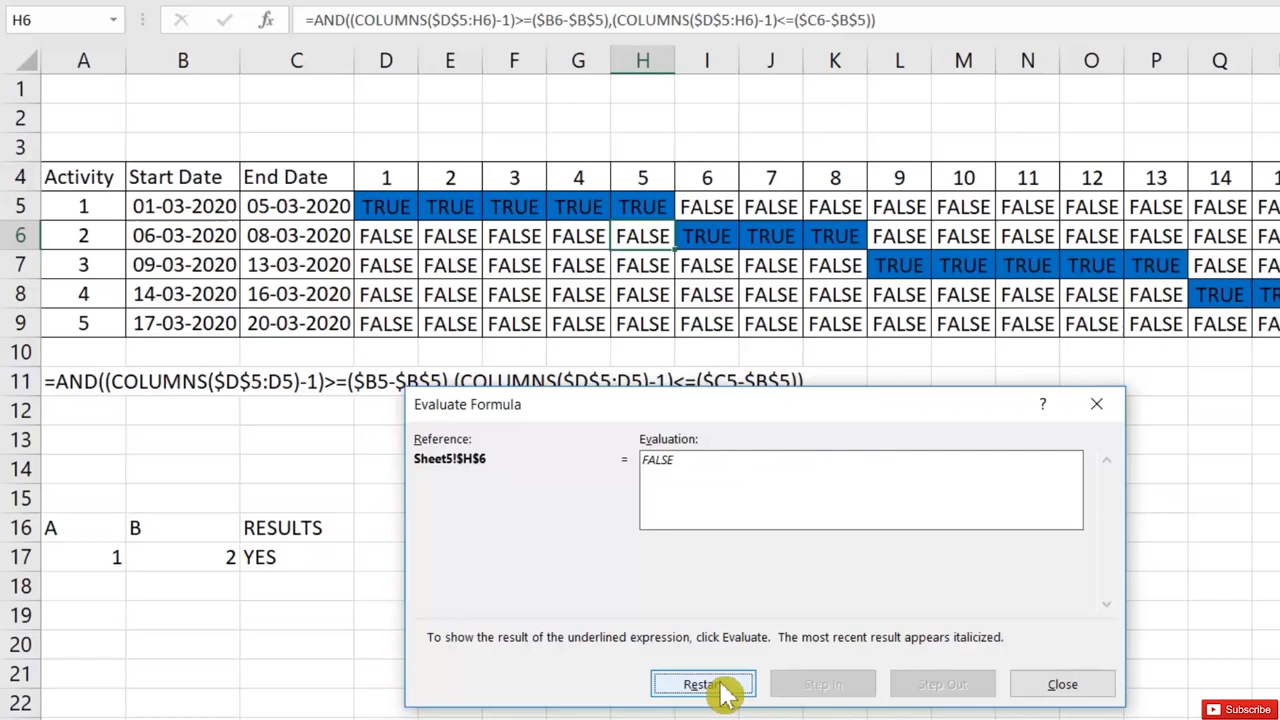 H6 fx =AND((COLUMNS($D$5:H6)-1)>=($B6-$B$5),(COLUMNS($D$5:H6)-1)<=($C6-$B$5))
A B C D E F G H I J K L M N O P Q
1
2
3
4 Activity Start Date End Date 1 2 3 4 5 6 7 8 9 10 11 12 13 14
5 1 01-03-2020 05-03-2020 TRUE TRUE TRUE TRUE TRUE FALSE FALSE FALSE FALSE FALSE FALSE FALSE FALSE FALSE
6 2 06-03-2020 08-03-2020 FALSE FALSE FALSE FALSE FALSE TRUE TRUE TRUE FALSE FALSE FALSE FALSE FALSE FALSE
7 3 09-03-2020 13-03-2020 FALSE FALSE FALSE FALSE FALSE FALSE FALSE FALSE TRUE TRUE TRUE TRUE TRUE FALSE
8 4 14-03-2020 16-03-2020 FALSE FALSE FALSE FALSE FALSE FALSE FALSE FALSE FALSE FALSE FALSE FALSE FALSE TRUE
9 5 17-03-2020 20-03-2020 FALSE FALSE FALSE FALSE FALSE FALSE FALSE FALSE FALSE FALSE FALSE FALSE FALSE FALSE
10
11 =AND((COLUMNS($D$5:D5)-1)>=($B5-$B$5),(COLUMNS($D$5:D5)-1)<=($C5-$B$5))
12
13
14
15
16 A B RESULTS
17 1 2 YES
18
19
20
21
22
Evaluate Formula ?
Reference: Evaluation:
Sheet5!$H$6 = FALSE
To show the result of the underlined expression, click Evaluate. The most recent result appears italicized.
Restart Step In Step Out Close
Subscribe